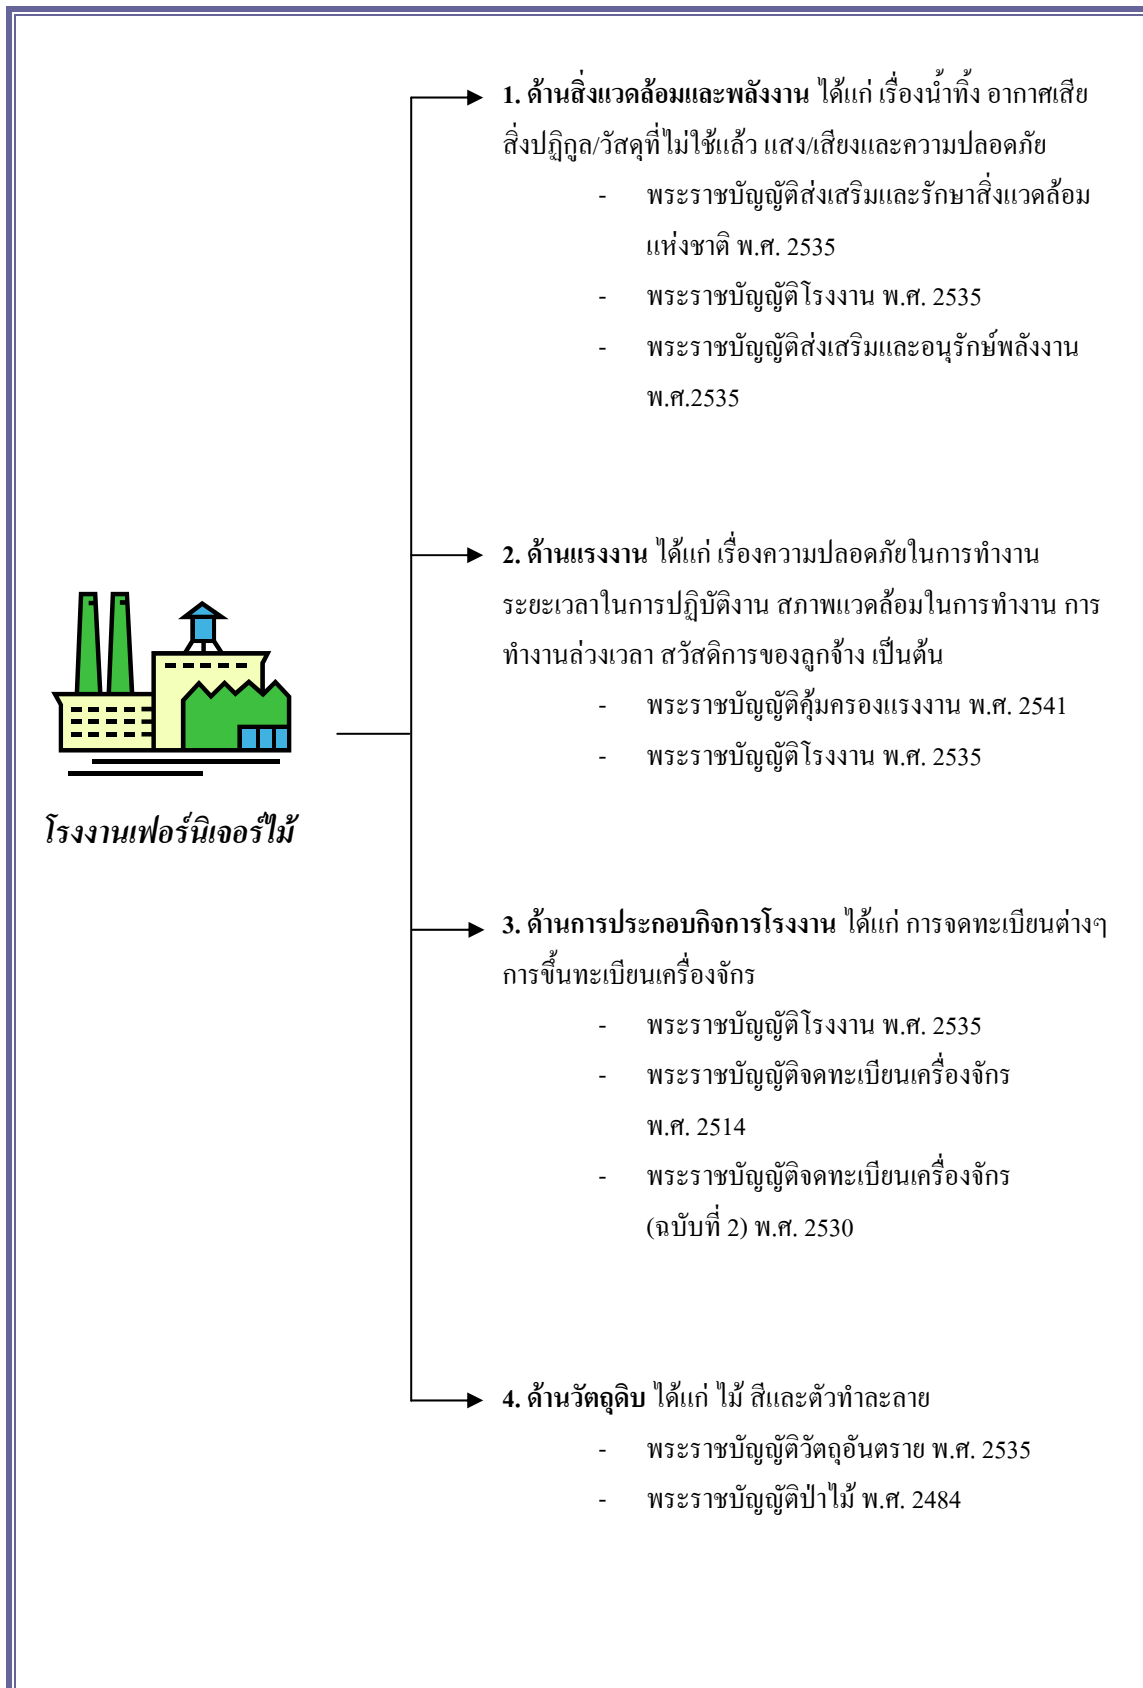 1. ด้านสิ่งแวดล้อมและพลังงาน ได้แก่ เรื่องน้ำทิ้ง อากาศเสีย
สิ่งปฏิกูล/วัสดุที่ไม่ใช้แล้ว แสง/เสียงและความปลอดภัย
- พระราชบัญญัติส่งเสริมและรักษาสิ่งแวดล้อม
แห่งชาติ พ.ศ. 2535
- พระราชบัญญัติโรงงาน พ.ศ. 2535
- พระราชบัญญัติส่งเสริมและอนุรักษ์พลังงาน
พ.ศ.2535
2. ด้านแรงงาน ได้แก่ เรื่องความปลอดภัยในการทำงาน
ระยะเวลาในการปฏิบัติงาน สภาพแวดล้อมในการทำงาน การ
ทำงานล่วงเวลา สวัสดิการของลูกจ้าง เป็นต้น
- พระราชบัญญัติคุ้มครองแรงงาน พ.ศ. 2541
- พระราชบัญญัติโรงงาน พ.ศ. 2535
โรงงานเฟอร์นิเจอร์ไม้
3. ด้านการประกอบกิจการโรงงาน ได้แก่ การจดทะเบียนต่างๆ
การขึ้นทะเบียนเครื่องจักร
- พระราชบัญญัติโรงงาน พ.ศ. 2535
- พระราชบัญญัติจดทะเบียนเครื่องจักร
พ.ศ. 2514
- พระราชบัญญัติจดทะเบียนเครื่องจักร
(ฉบับที่ 2) พ.ศ. 2530
4. ด้านวัตถุดิบ ได้แก่ ไม้ สีและตัวทำละลาย
- พระราชบัญญัติวัตถุอันตราย พ.ศ. 2535
- พระราชบัญญัติป่าไม้ พ.ศ. 2484